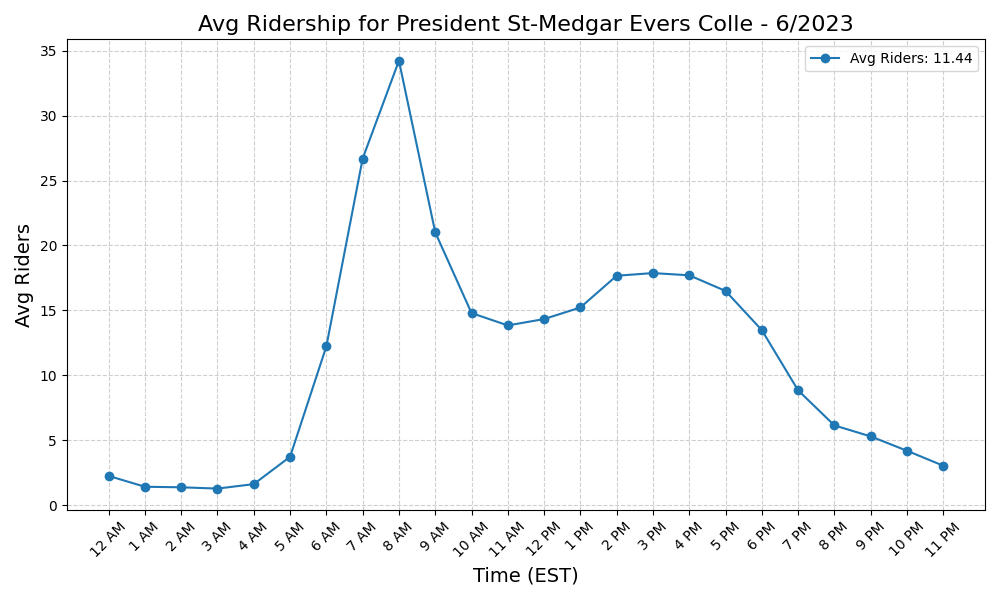 Avg Ridership for President St-Medgar Evers Colle - 6/2023
Avg Riders: 11.44
Avg Riders
35
30
25
20
15
10
5
0
12 AM 1 AM 2 AM 3 AM 4 AM 5 AM 6 AM 7 AM 8 AM 9 AM 10 AM 11 AM 12 PM 1 PM 2 PM 3 PM 4 PM 5 PM 6 PM 7 PM 8 PM 9 PM 10 PM 11 PM
Time (EST)